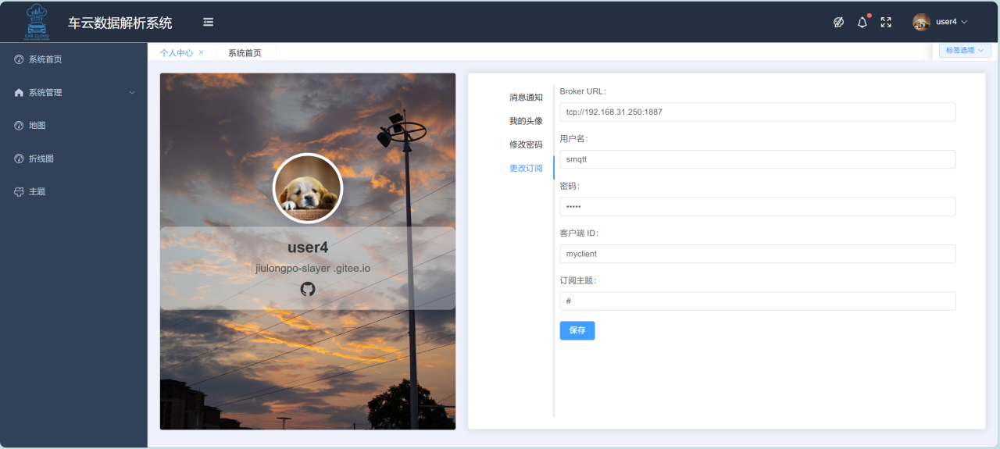 CAR CLOUD
车云数据解析系统
user4
系统首页
系统管理
地图
折线图
主题
个人中心
系统首页
标签选项
user4
jiulongpo-slayer .gitee.io
消息通知
我的头像
修改密码
更改订阅
Broker URL:
tcp://192.168.31.250:1887
用户名:
smqtt
密码:
•••••
客户端 ID:
myclient
订阅主题:
#
保存